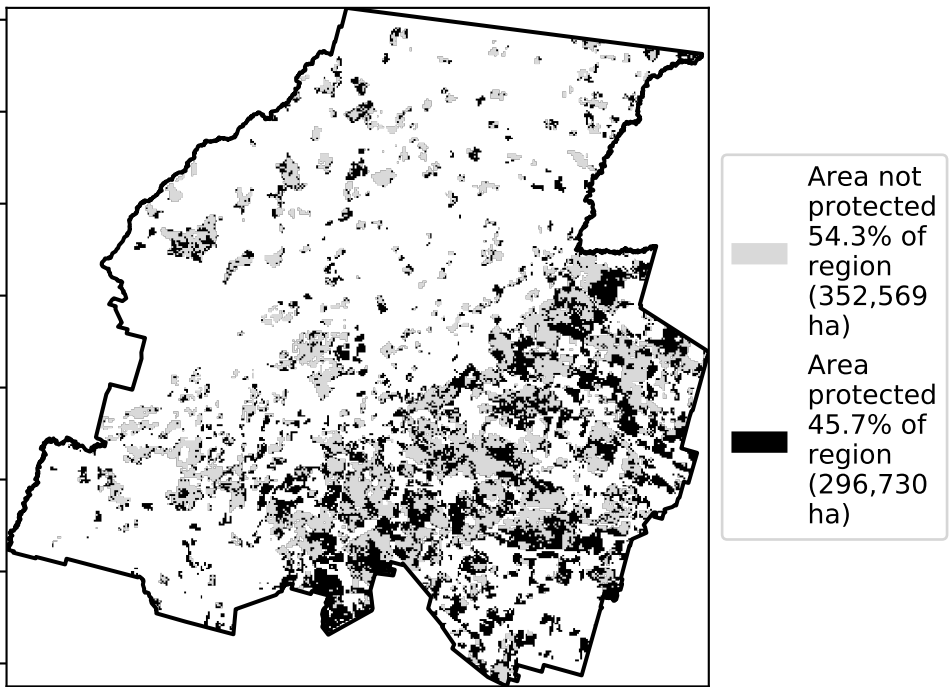 Area not
protected
54.3% of
region
(352,569
ha)
Area
protected
45.7% of
region
(296,730
ha)